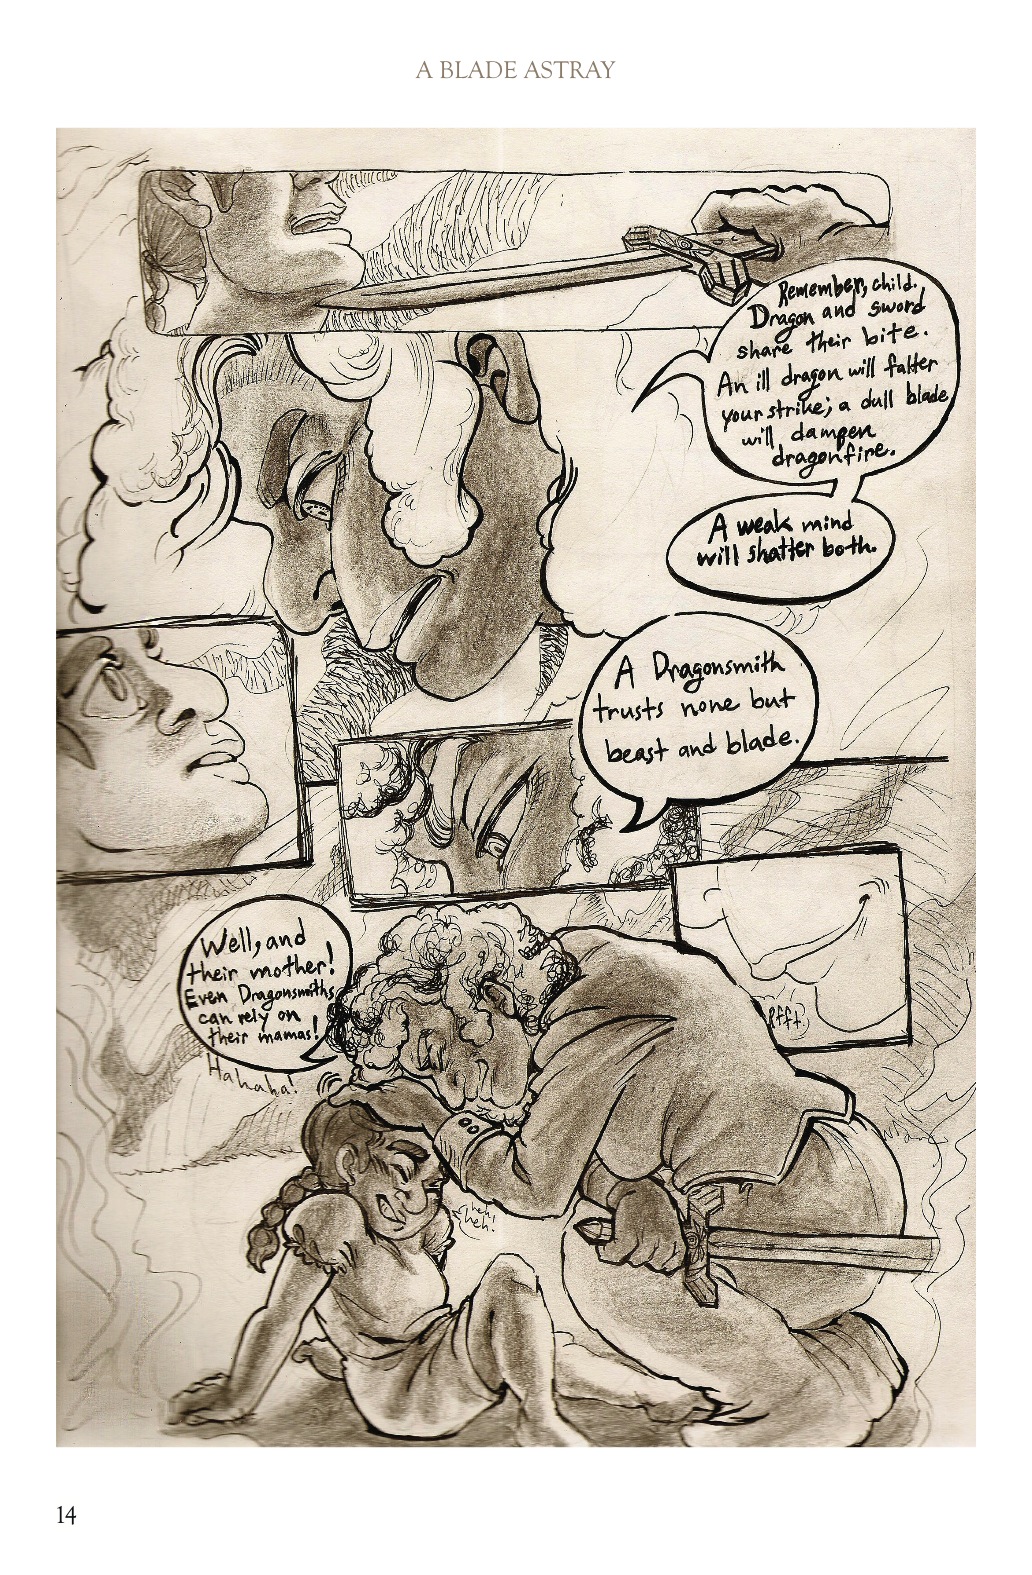 A BLADE ASTRAY
Remember, child.
Dragon and sword
share their bite.
An ill dragon will falter
your strike; a dull blade
will dampen
dragonfire.
A weak mind
will shatter both.
A Dragonsmith
trusts none but
beast and blade.
Pfft!
Well, and
their mother!
Even Dragonsmiths
can rely on
their mamas!
Hahaha!
heh!
heh!
14